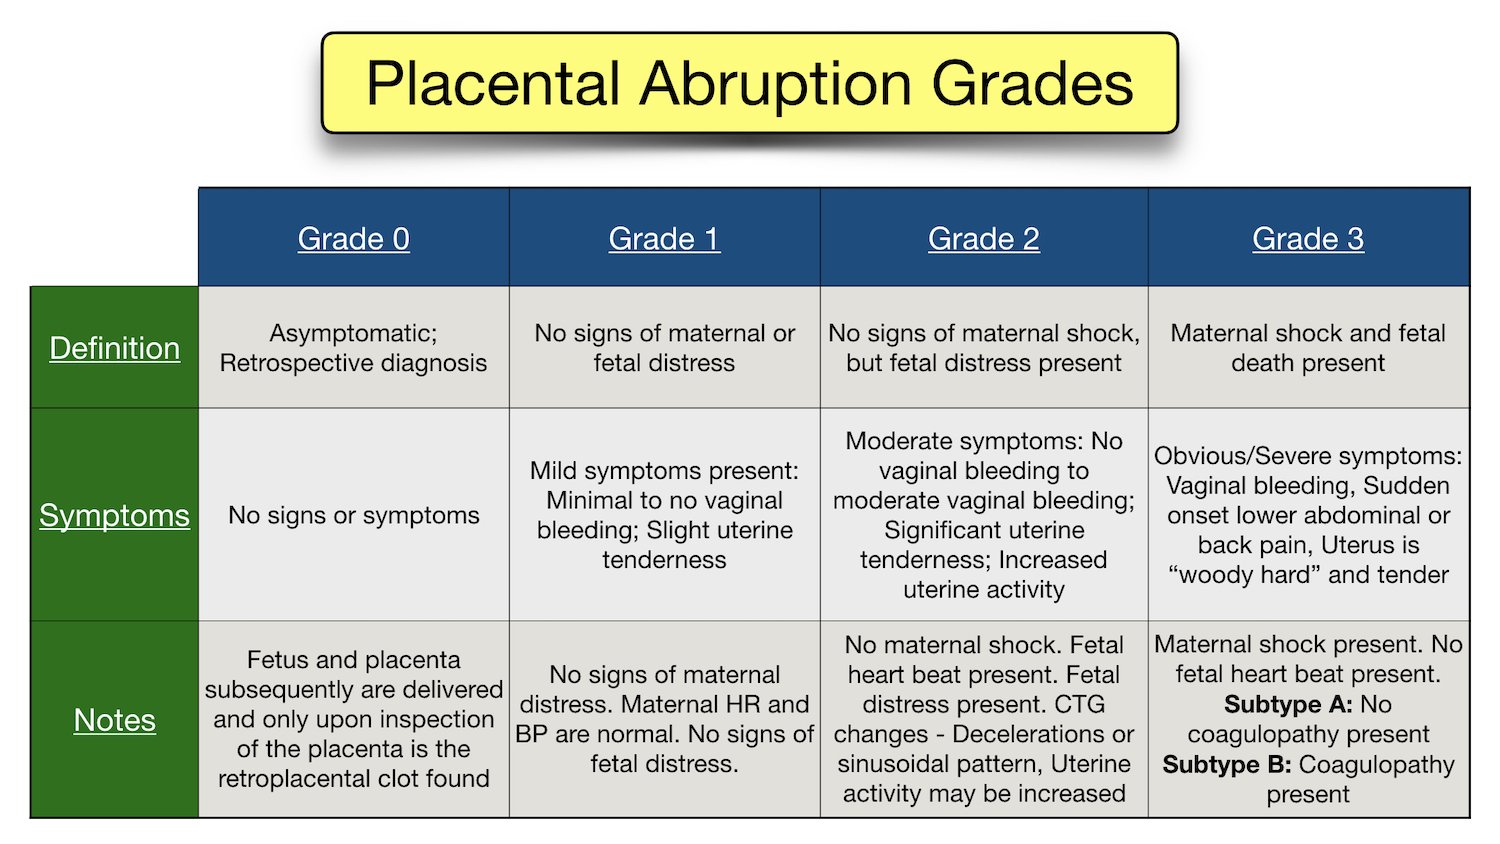 Placental Abruption Grades
Grade 0
Grade 1
Grade 2
Grade 3
Definition
Asymptomatic;
Retrospective diagnosis
No signs of maternal or
fetal distress
No signs of maternal shock,
but fetal distress present
Maternal shock and fetal
death present
Symptoms
No signs or symptoms
Mild symptoms present:
Minimal to no vaginal
bleeding; Slight uterine
tenderness
Moderate symptoms: No
vaginal bleeding to
moderate vaginal bleeding;
Significant uterine
tenderness; Increased
uterine activity
Obvious/Severe symptoms:
Vaginal bleeding, Sudden
onset lower abdominal or
back pain, Uterus is
“woody hard” and tender
Notes
Fetus and placenta
subsequently are delivered
and only upon inspection
of the placenta is the
retroplacental clot found
No signs of maternal
distress. Maternal HR and
BP are normal. No signs of
fetal distress.
No maternal shock. Fetal
heart beat present. Fetal
distress present. CTG
changes - Decelerations or
sinusoidal pattern, Uterine
activity may be increased
Maternal shock present. No
fetal heart beat present.
Subtype A: No
coagulopathy present
Subtype B: Coagulopathy
present